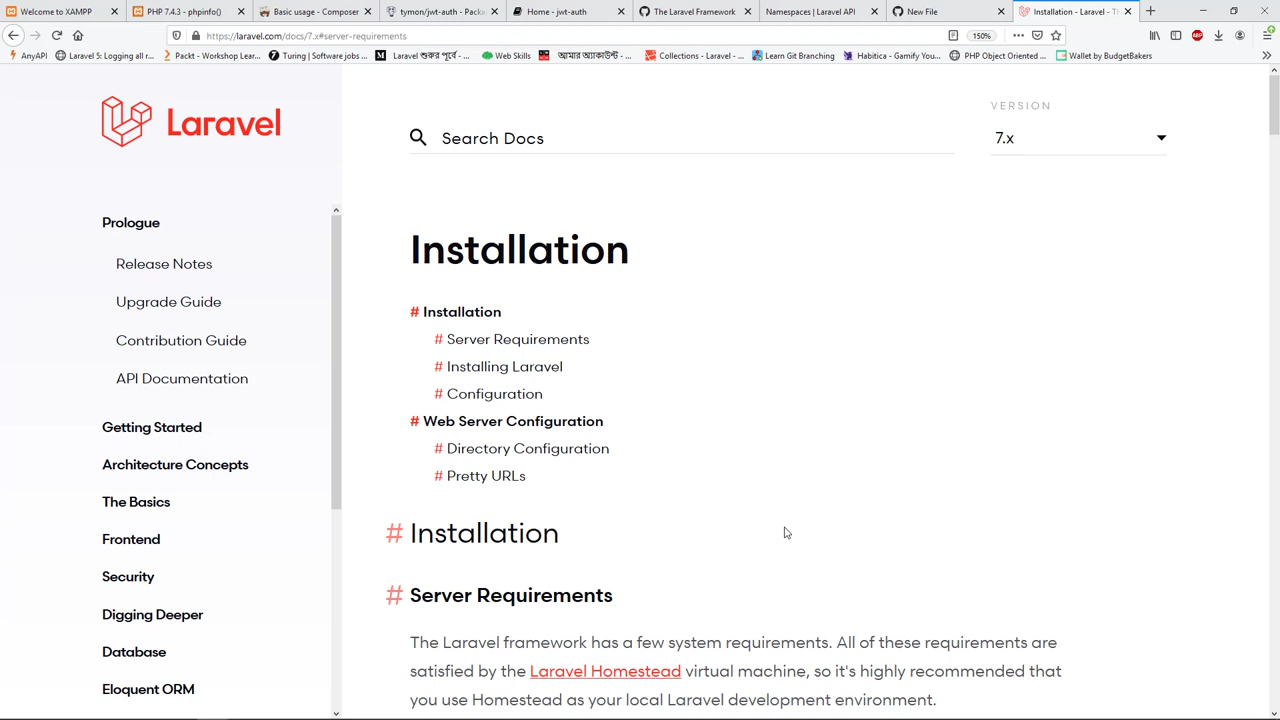 Welcome to XAMPP
PHP 7.4.3 - phpinfo()
Basic usage - Composer
tymon/jwt-auth - Pack
Home - jwt-auth
The Laravel Framework
Namespaces | Laravel API
New File
Installation - Laravel - Th
https://laravel.com/docs/7.x#server-requirements
150%
AnyAPI
Laravel 5: Logging all r...
Packt - Workshop Lear...
Turing | Software jobs ...
Laravel শুরুর পূর্বে - ...
Web Skills
আমার অ্যাকাউন্ট - ...
Collections - Laravel - ...
Learn Git Branching
Habitica - Gamify You...
PHP Object Oriented ...
Wallet by BudgetBakers
Laravel
Search Docs
VERSION
7.x
Prologue
Release Notes
Upgrade Guide
Contribution Guide
API Documentation
Getting Started
Architecture Concepts
The Basics
Frontend
Security
Digging Deeper
Database
Eloquent ORM
Installation
# Installation
# Server Requirements
# Installing Laravel
# Configuration
# Web Server Configuration
# Directory Configuration
# Pretty URLs
# Installation
# Server Requirements
The Laravel framework has a few system requirements. All of these requirements are
satisfied by the Laravel Homestead virtual machine, so it's highly recommended that
you use Homestead as your local Laravel development environment.